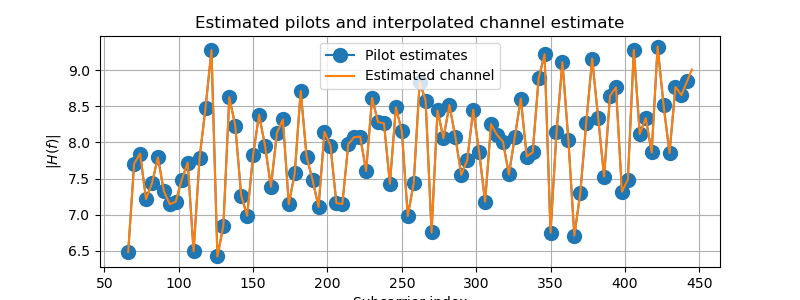 Estimated pilots and interpolated channel estimate
|H(f)|
9.0
8.5
8.0
7.5
7.0
6.5
Pilot estimates
Estimated channel
50 100 150 200 250 300 350 400 450
Subcarrier index